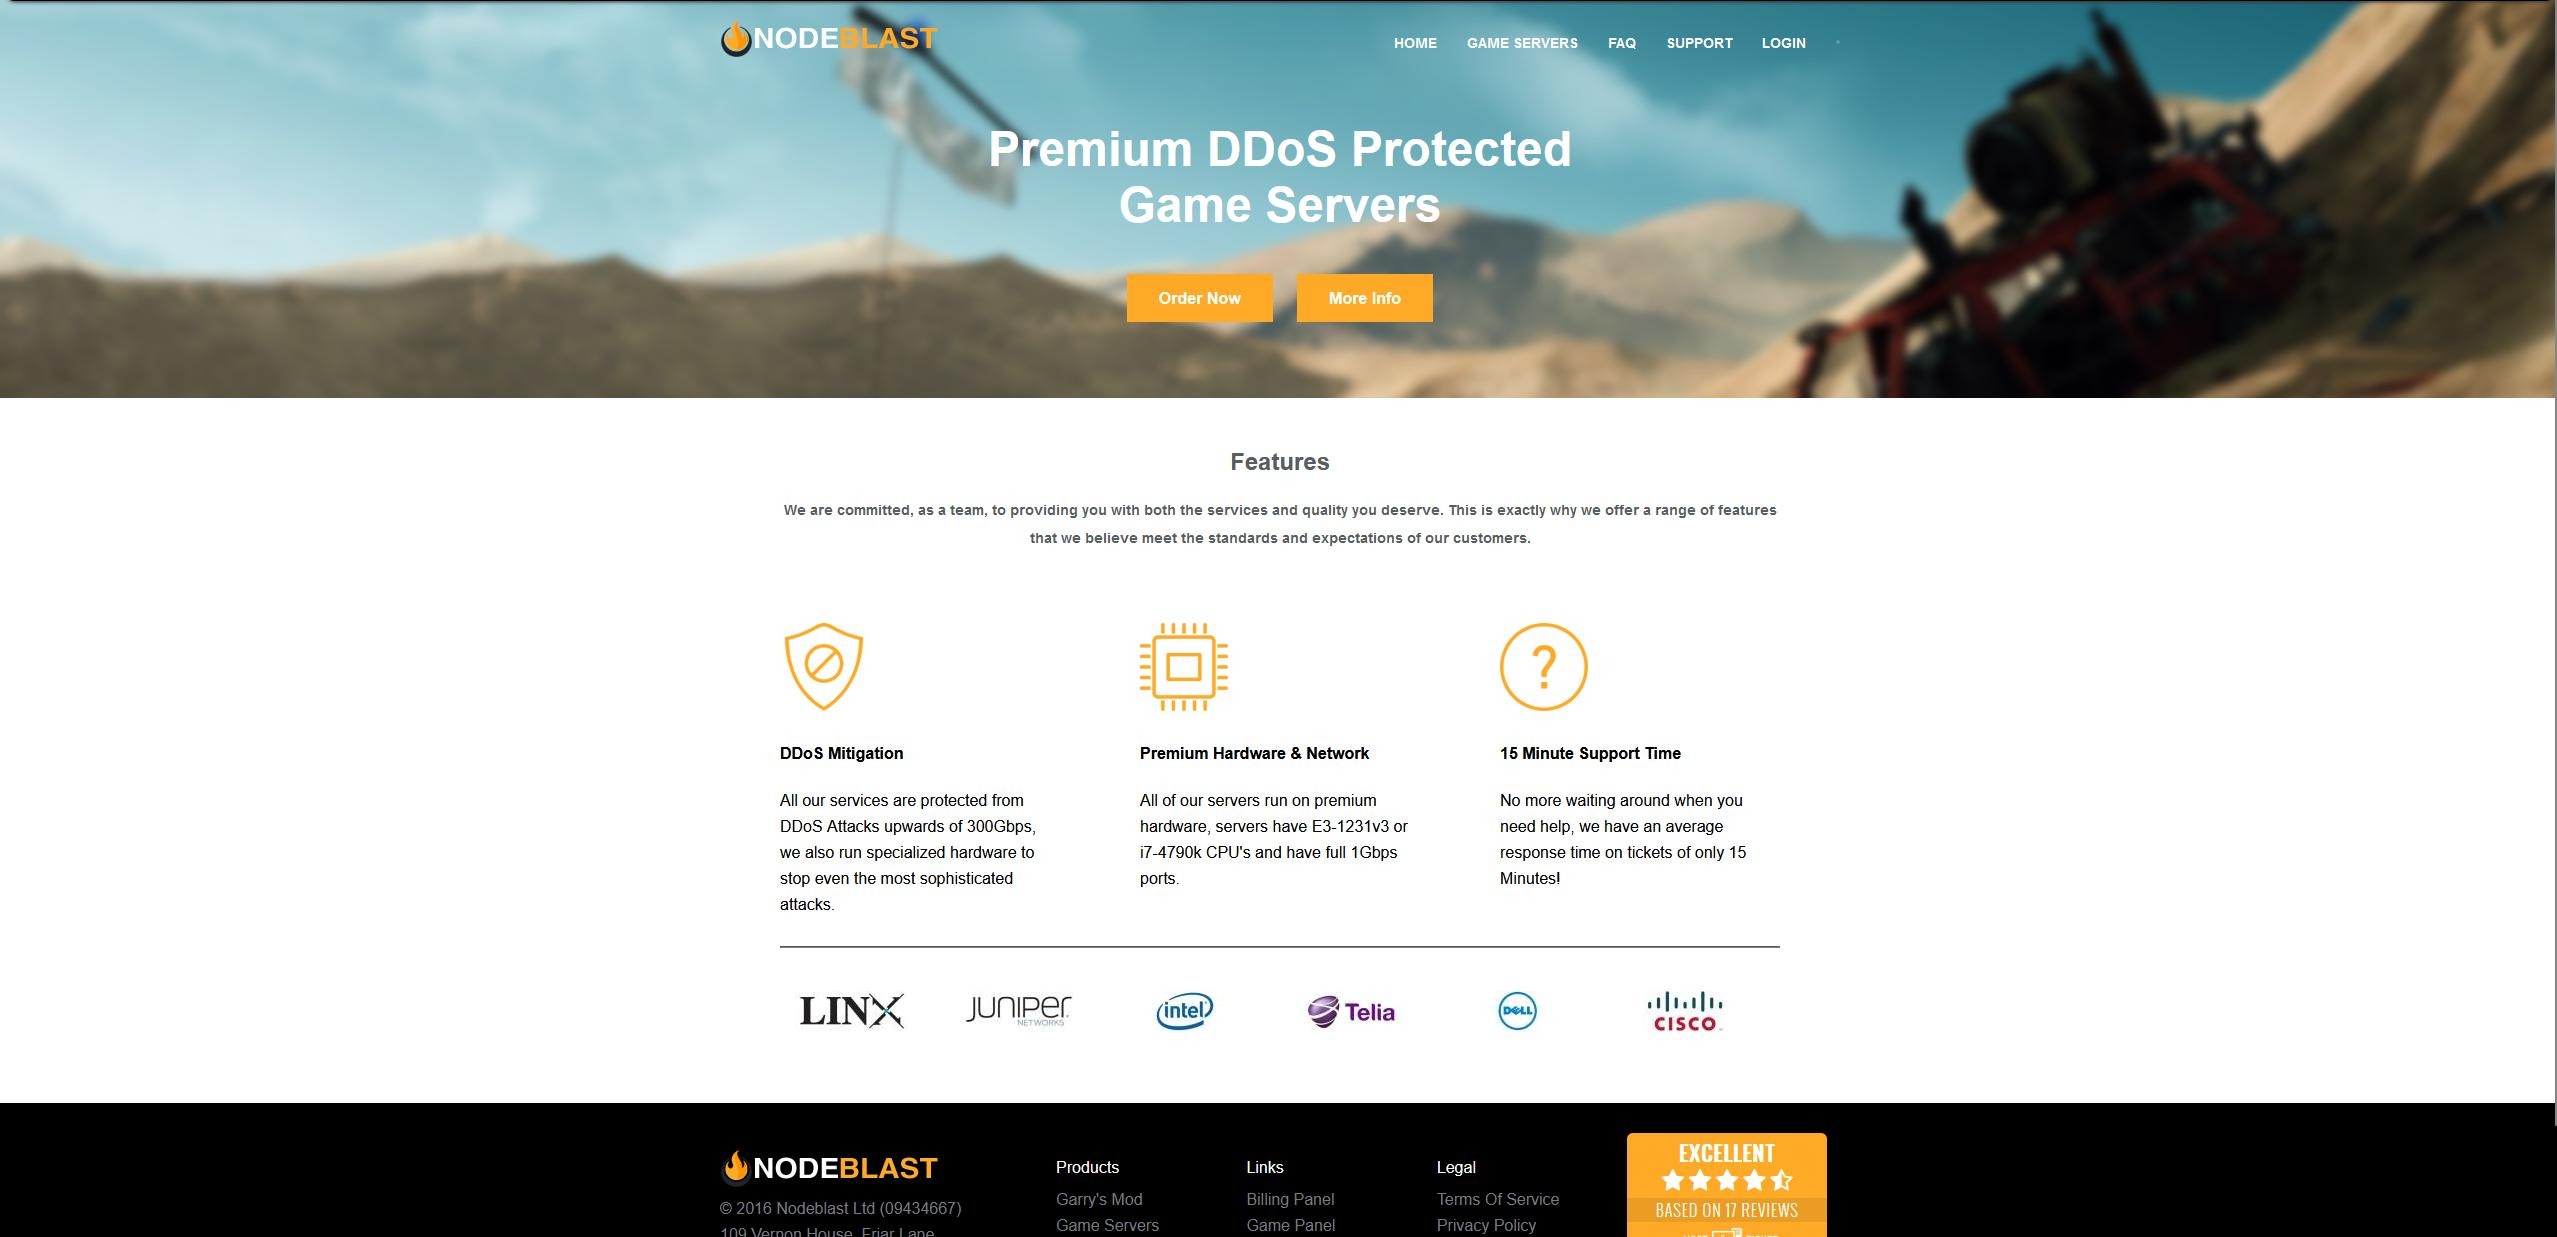 NODEBLAST
HOME GAME SERVERS FAQ SUPPORT LOGIN
Premium DDoS Protected
Game Servers
Order Now More Info
Features
We are committed, as a team, to providing you with both the services and quality you deserve. This is exactly why we offer a range of features
that we believe meet the standards and expectations of our customers.
DDoS Mitigation
All our services are protected from
DDoS Attacks upwards of 300Gbps,
we also run specialized hardware to
stop even the most sophisticated
attacks.
Premium Hardware & Network
All of our servers run on premium
hardware, servers have E3-1231v3 or
i7-4790k CPU's and have full 1Gbps
ports.
15 Minute Support Time
No more waiting around when you
need help, we have an average
response time on tickets of only 15
Minutes!
LINX JUNIPER NETWORKS intel Telia DELL CISCO
NODEBLAST
© 2016 Nodeblast Ltd (09434667)
109 Vernon House, Friar Lane
Products
Garry's Mod
Game Servers
Links
Billing Panel
Game Panel
Legal
Terms Of Service
Privacy Policy
EXCELLENT
BASED ON 17 REVIEWS